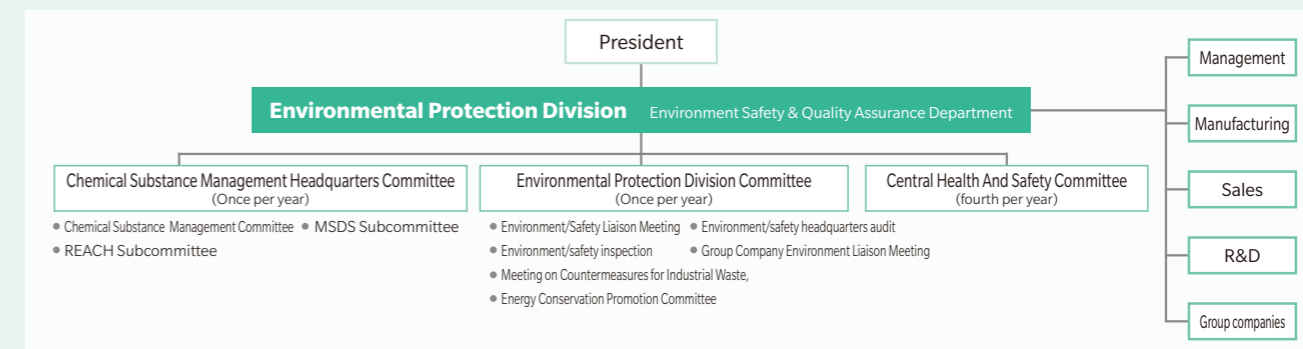 President
Environmental Protection Division Environment Safety & Quality Assurance Department
Chemical Substance Management Headquarters Committee
(Once per year)
• Chemical Substance Management Committee • MSDS Subcommittee
• REACH Subcommittee
Environmental Protection Division Committee
(Once per year)
• Environment/Safety Liaison Meeting • Environment/safety headquarters audit
• Environment/safety inspection • Group Company Environment Liaison Meeting
• Meeting on Countermeasures for Industrial Waste,
• Energy Conservation Promotion Committee
Central Health And Safety Committee
(fourth per year)
Management
Manufacturing
Sales
R&D
Group companies